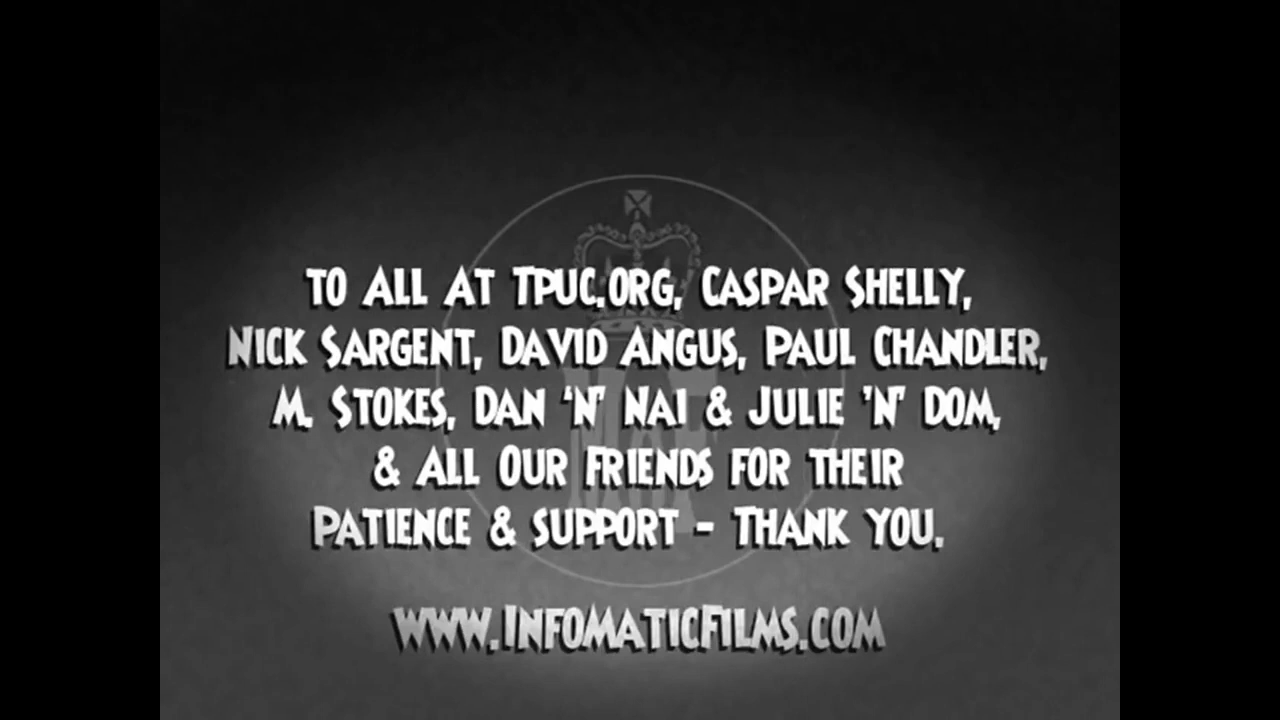 TO ALL AT TPUC.ORG, CASPAR SHELLY,
NICK SARGENT, DAVID ANGUS, PAUL CHANDLER,
M. STOKES, DAN ‘N’ NAI & JULIE ’N’ DOM,
& ALL OUR FRIENDS FOR THEIR
PATIENCE & SUPPORT – THANK YOU.
WWW.INFOMATICFILMS.COM